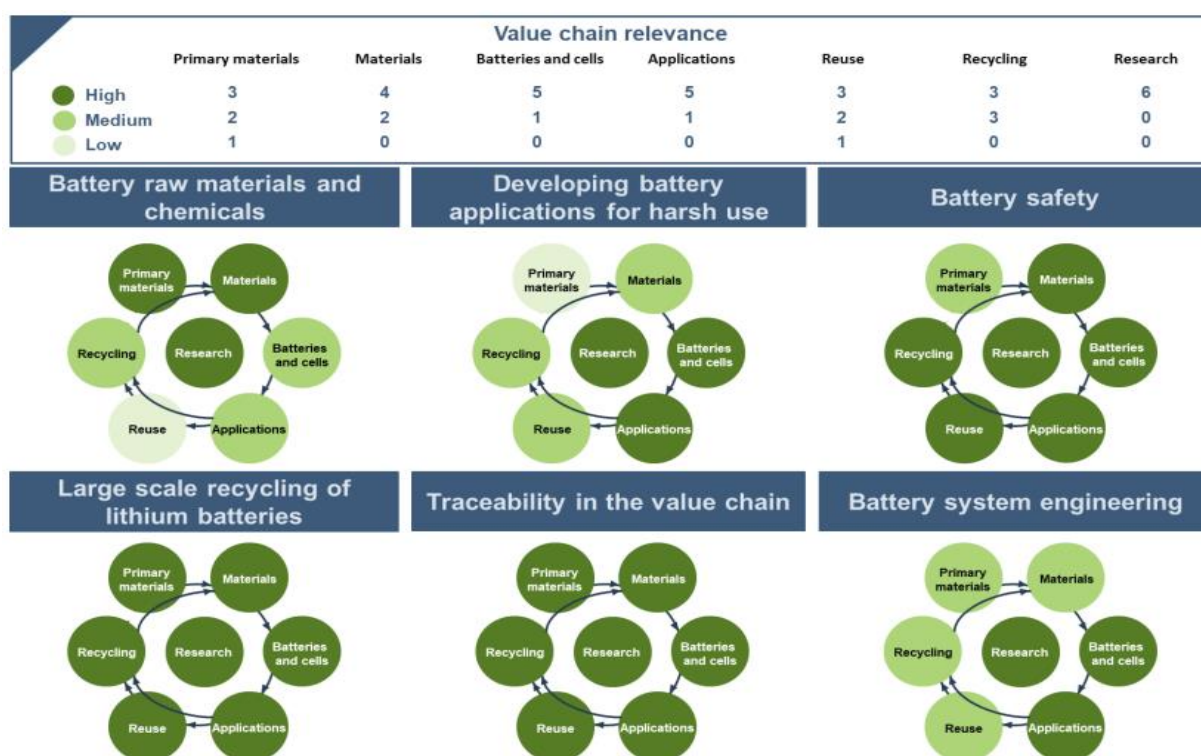 Value chain relevance
Primary materials Materials Batteries and cells Applications Reuse Recycling Research
High 3 4 5 5 3 3 6
Medium 2 2 1 1 2 3 0
Low 1 0 0 0 1 0 0
Battery raw materials and
chemicals
Primary
materials
Materials
Recycling
Research
Batteries
and cells
Reuse
Applications
Developing battery
applications for harsh use
Primary
materials
Materials
Recycling
Research
Batteries
and cells
Reuse
Applications
Battery safety
Primary
materials
Materials
Recycling
Research
Batteries
and cells
Reuse
Applications
Large scale recycling of
lithium batteries
Primary
materials
Materials
Recycling
Research
Batteries
and cells
Reuse
Applications
Traceability in the value chain
Primary
materials
Materials
Recycling
Research
Batteries
and cells
Reuse
Applications
Battery system engineering
Primary
materials
Materials
Recycling
Research
Batteries
and cells
Reuse
Applications